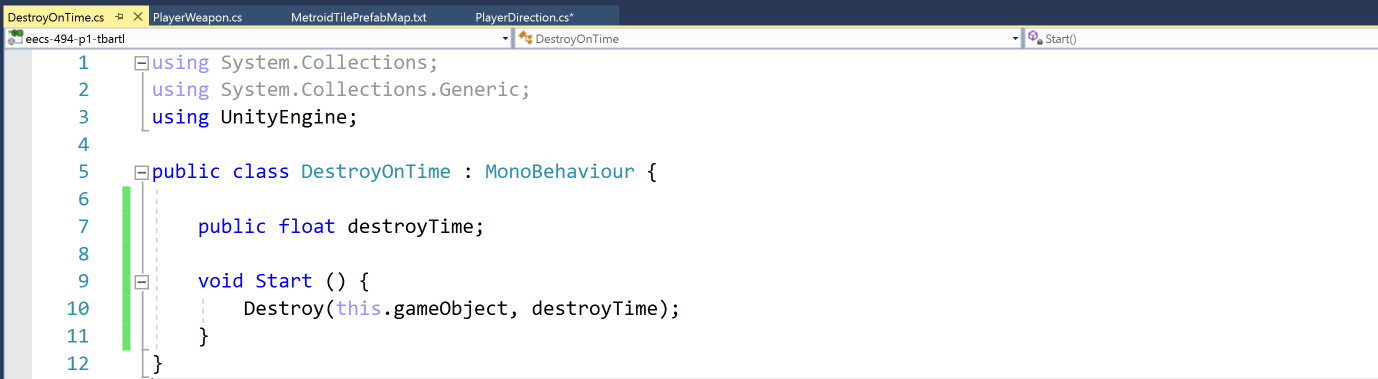 DestroyOnTime.cs PlayerWeapon.cs MetroidTilePrefabMap.txt PlayerDirection.cs*
eecs-494-p1-tbartl DestroyOnTime Start()
1 using System.Collections;
2 using System.Collections.Generic;
3 using UnityEngine;
4
5 public class DestroyOnTime : MonoBehaviour {
6
7 public float destroyTime;
8
9 void Start () {
10 Destroy(this.gameObject, destroyTime);
11 }
12 }